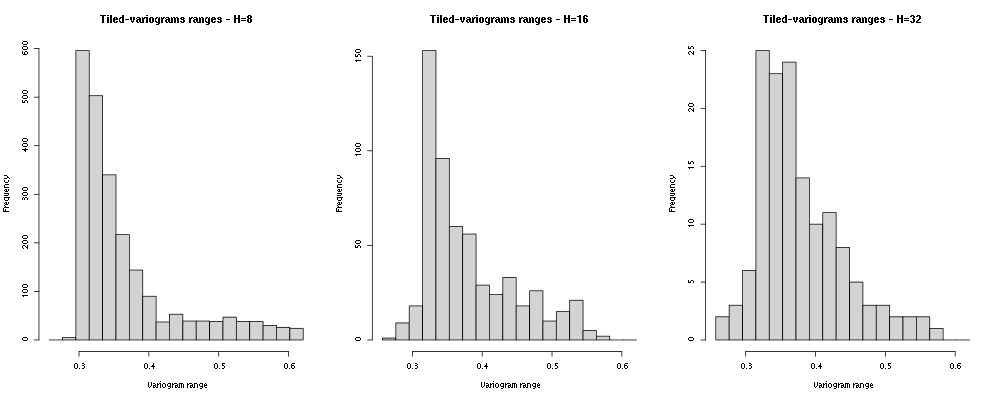 Tiled-variograms ranges - H=8
Frequency
600
500
400
300
200
100
0
0.3 0.4 0.5 0.6
Variogram range
Tiled-variograms ranges - H=16
Frequency
150
100
50
0
0.3 0.4 0.5 0.6
Variogram range
Tiled-variograms ranges - H=32
Frequency
25
20
15
10
5
0
0.3 0.4 0.5 0.6
Variogram range